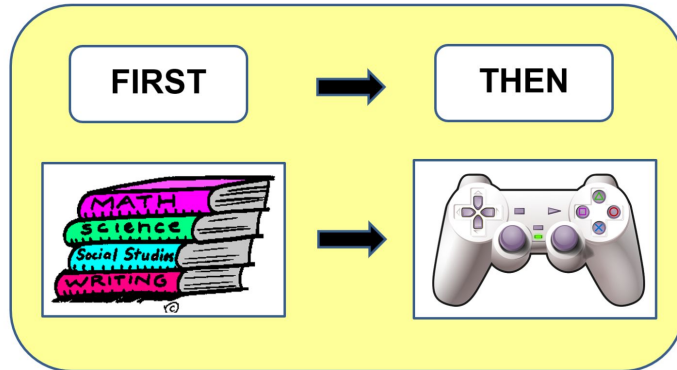 FIRST
THEN
MATH
science
Social Studies
WRITING